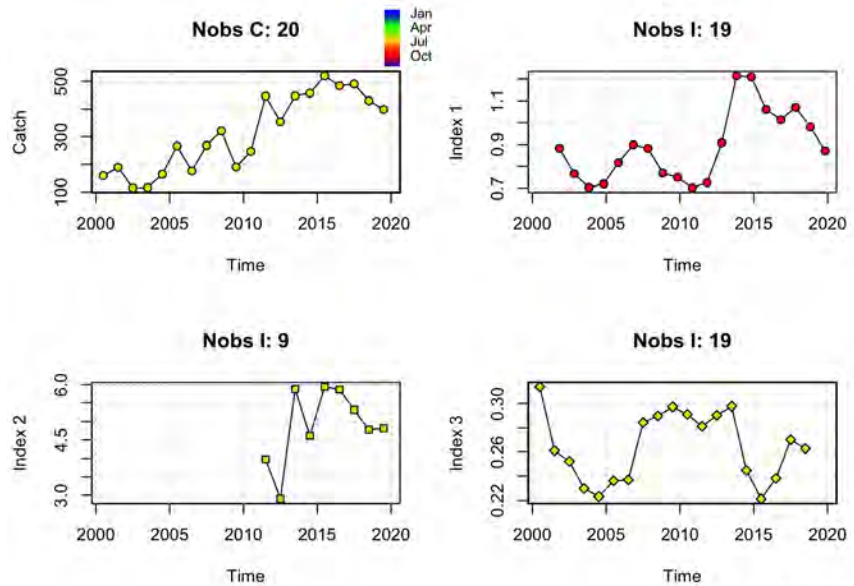 Nobs C: 20
Jan
Apr
Jul
Oct
Catch
500
300
100
2000 2005 2010 2015 2020
Time
Nobs I: 19
Index 1
1.1
0.9
0.7
2000 2005 2010 2015 2020
Time
Nobs I: 9
Index 2
6.0
4.5
3.0
2000 2005 2010 2015 2020
Time
Nobs I: 19
Index 3
0.30
0.26
0.22
2000 2005 2010 2015 2020
Time